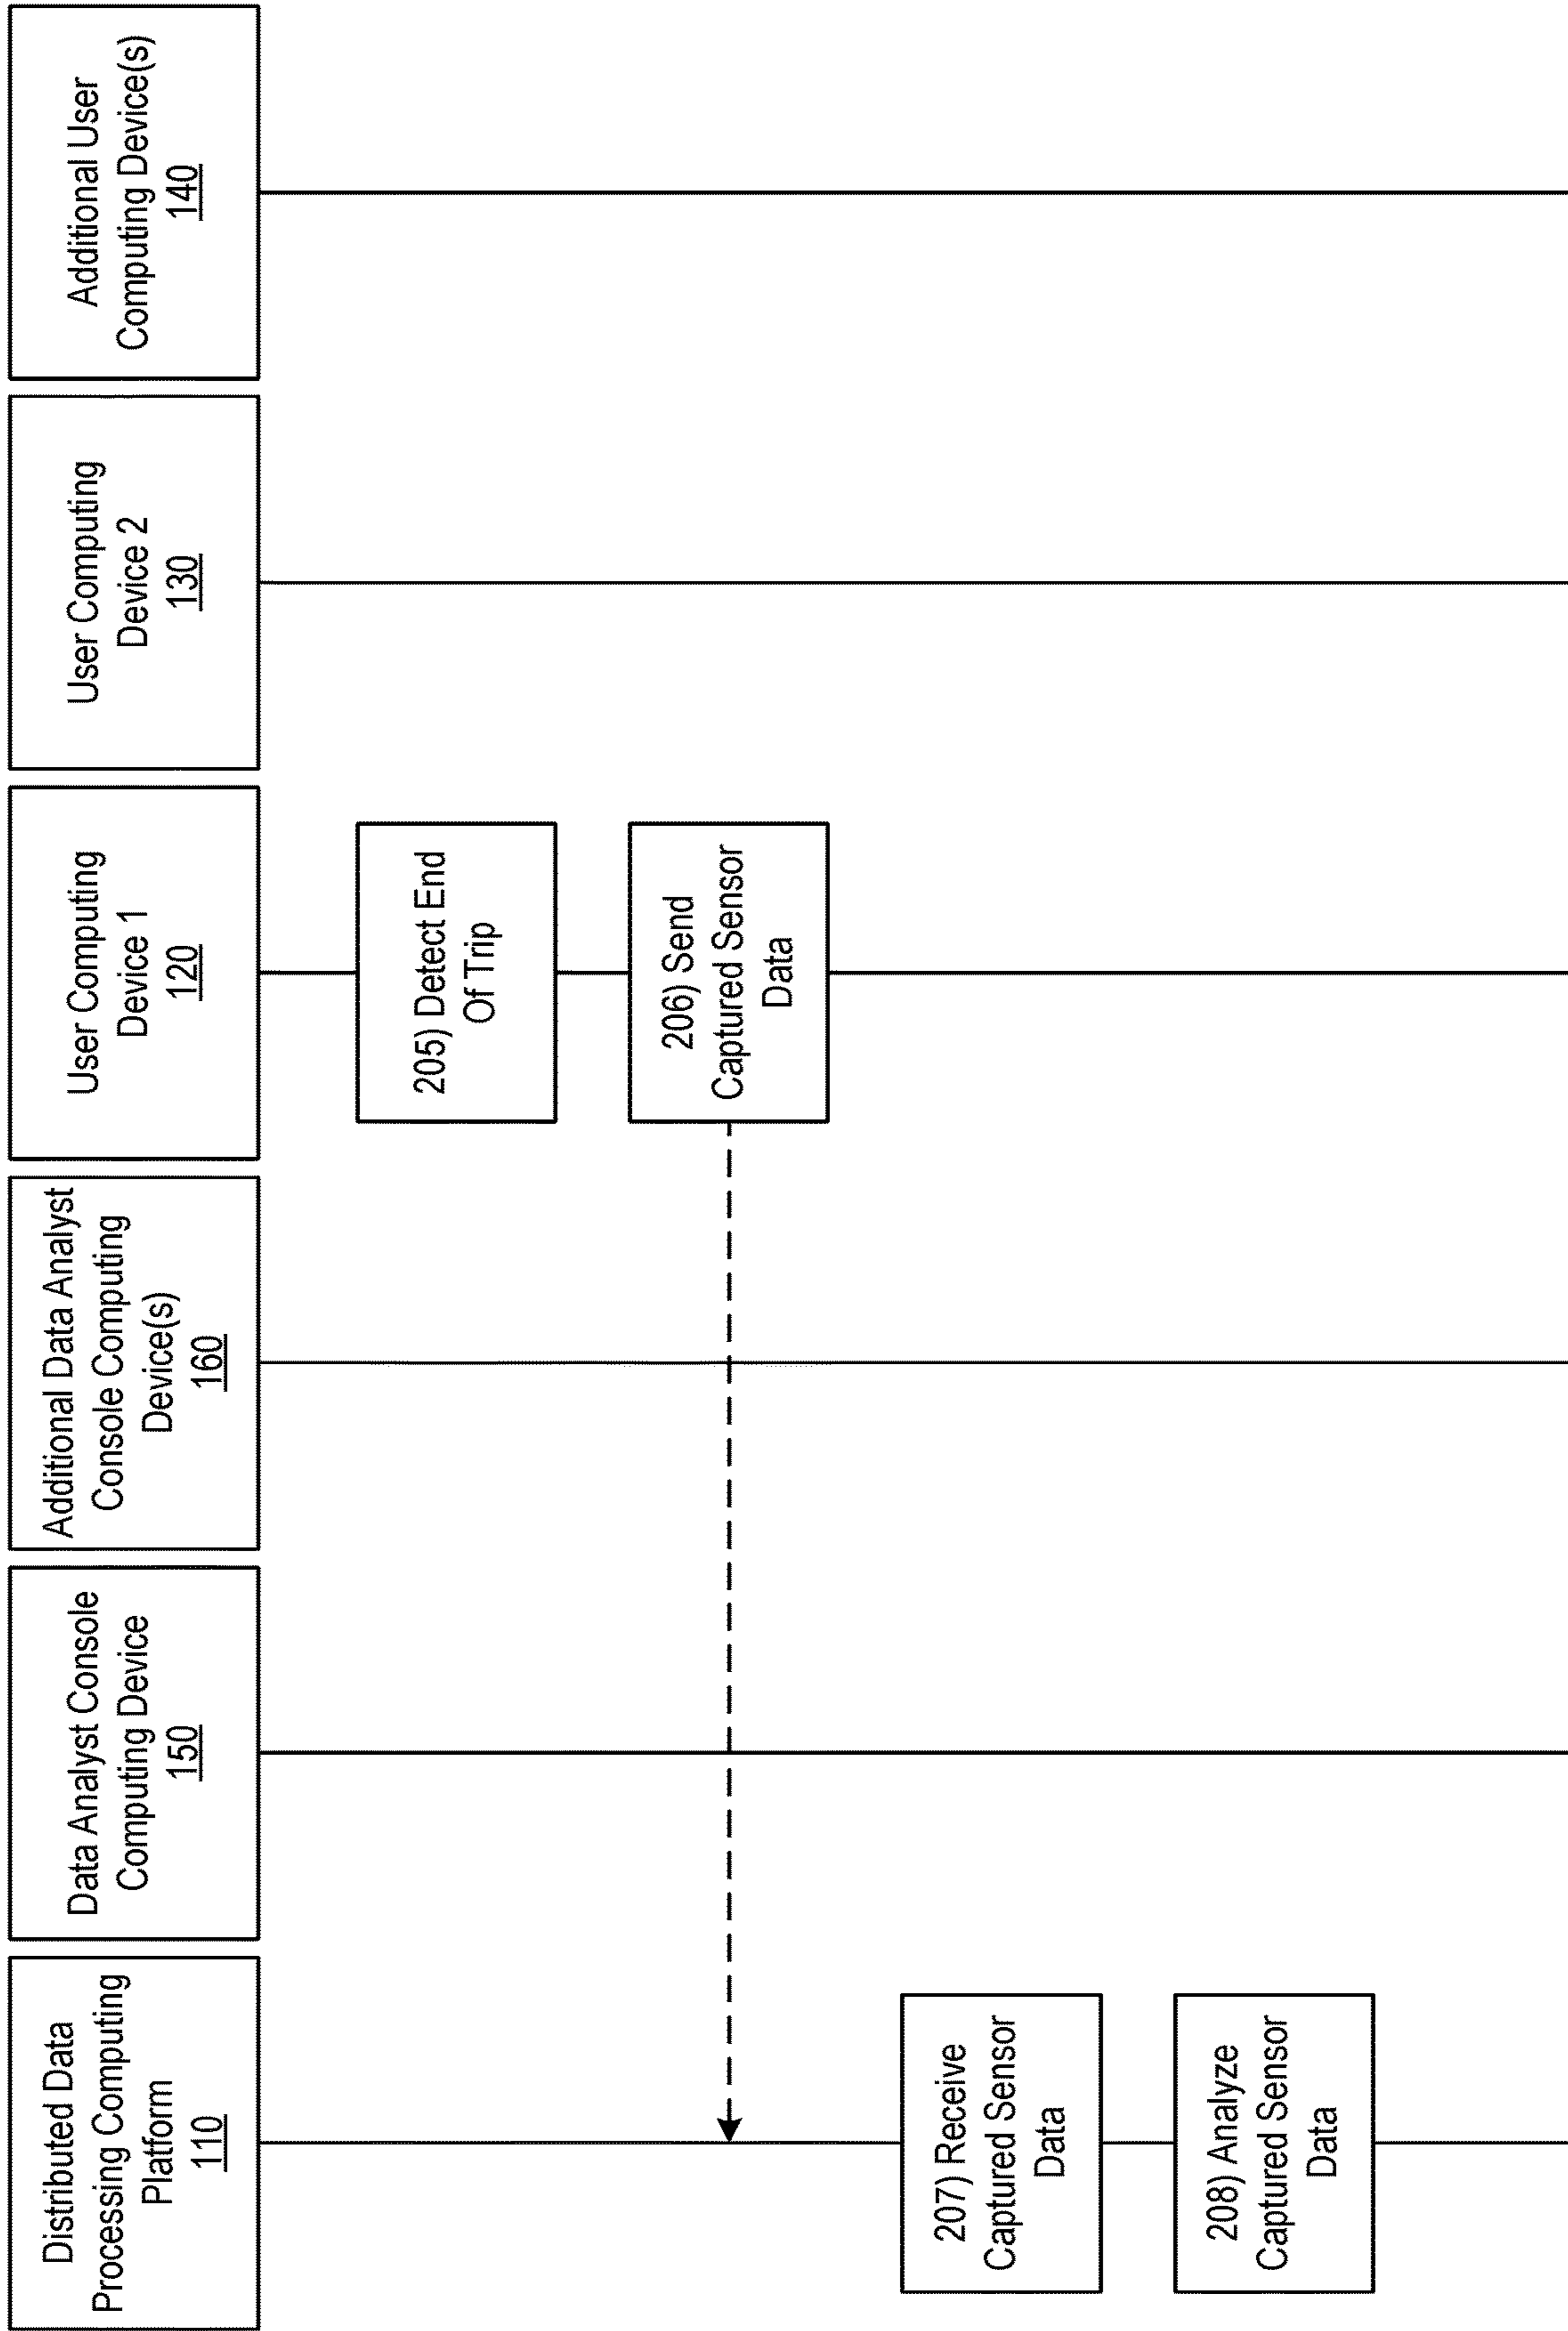 Distributed Data
Processing Computing
Platform
110
Data Analyst Console
Computing Device
150
Additional Data Analyst
Console Computing
Device(s)
160
User Computing
Device 1
120
User Computing
Device 2
130
Additional User
Computing Device(s)
140
205) Detect End
Of Trip
206) Send
Captured Sensor
Data
207) Receive
Captured Sensor
Data
208) Analyze
Captured Sensor
Data